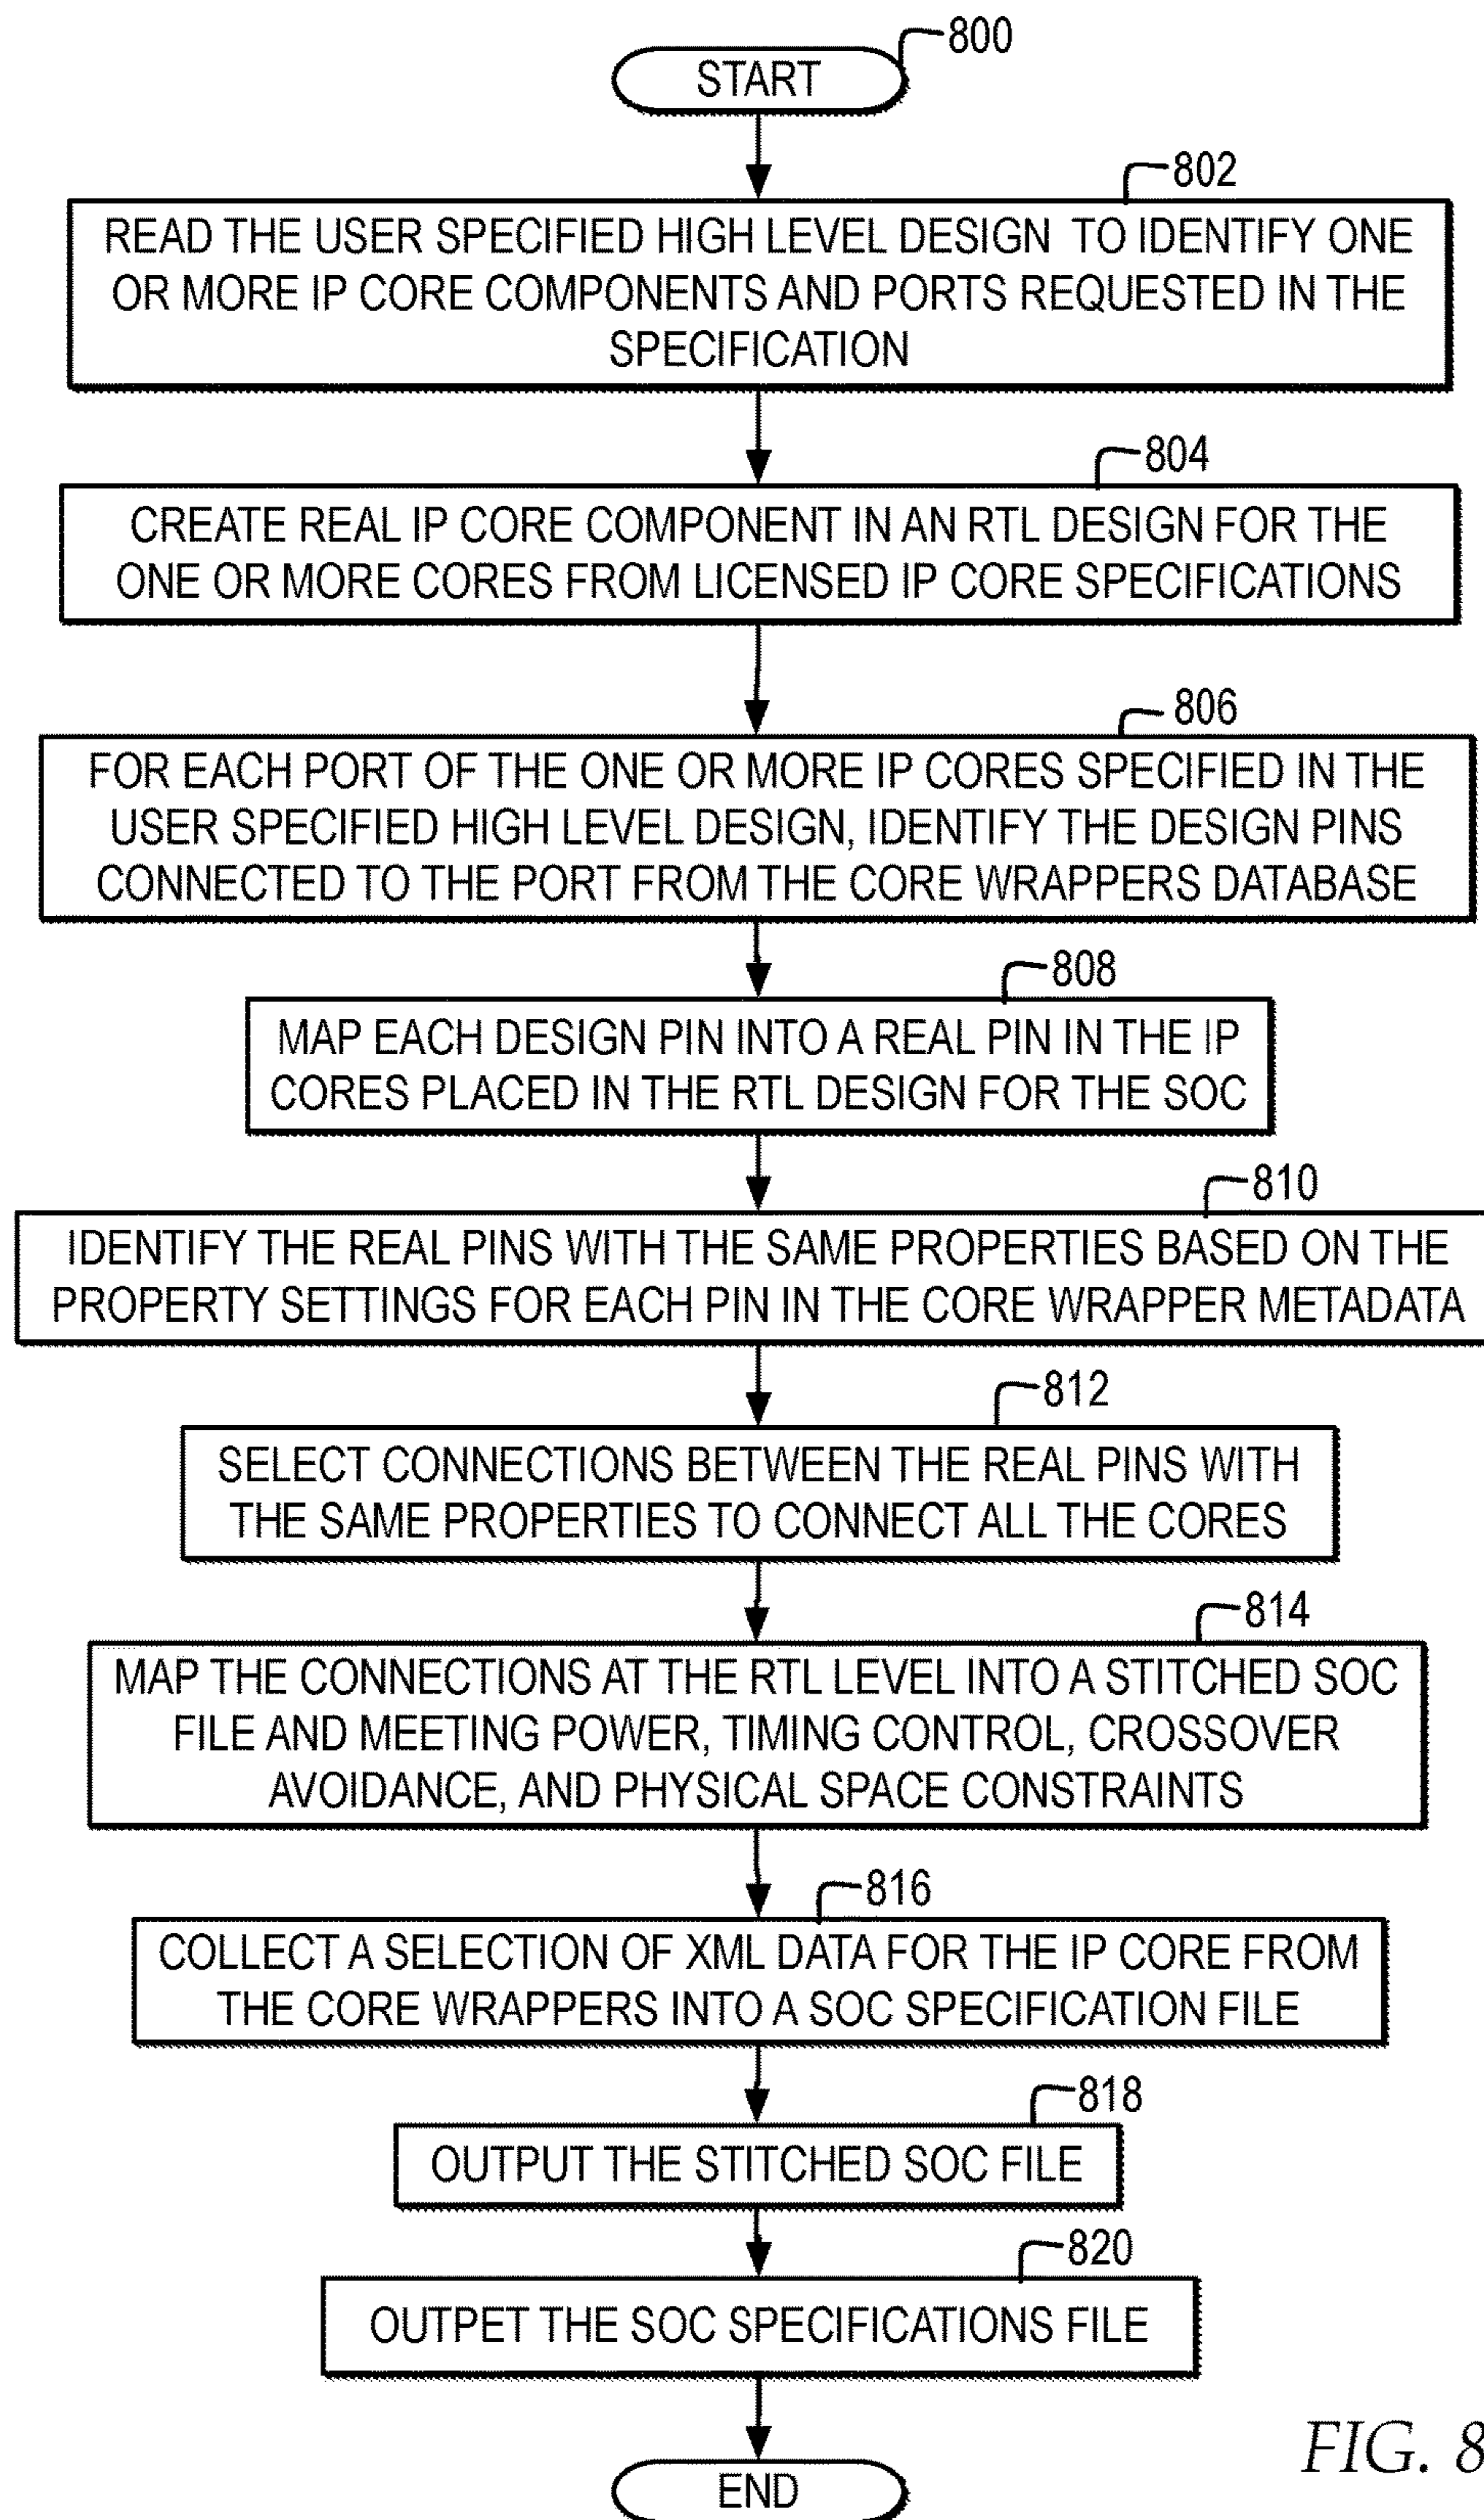 800
START
802
READ THE USER SPECIFIED HIGH LEVEL DESIGN TO IDENTIFY ONE
OR MORE IP CORE COMPONENTS AND PORTS REQUESTED IN THE
SPECIFICATION
804
CREATE REAL IP CORE COMPONENT IN AN RTL DESIGN FOR THE
ONE OR MORE CORES FROM LICENSED IP CORE SPECIFICATIONS
806
FOR EACH PORT OF THE ONE OR MORE IP CORES SPECIFIED IN THE
USER SPECIFIED HIGH LEVEL DESIGN, IDENTIFY THE DESIGN PINS
CONNECTED TO THE PORT FROM THE CORE WRAPPERS DATABASE
808
MAP EACH DESIGN PIN INTO A REAL PIN IN THE IP
CORES PLACED IN THE RTL DESIGN FOR THE SOC
810
IDENTIFY THE REAL PINS WITH THE SAME PROPERTIES BASED ON THE
PROPERTY SETTINGS FOR EACH PIN IN THE CORE WRAPPER METADATA
812
SELECT CONNECTIONS BETWEEN THE REAL PINS WITH
THE SAME PROPERTIES TO CONNECT ALL THE CORES
814
MAP THE CONNECTIONS AT THE RTL LEVEL INTO A STITCHED SOC
FILE AND MEETING POWER, TIMING CONTROL, CROSSOVER
AVOIDANCE, AND PHYSICAL SPACE CONSTRAINTS
816
COLLECT A SELECTION OF XML DATA FOR THE IP CORE FROM
THE CORE WRAPPERS INTO A SOC SPECIFICATION FILE
818
OUTPUT THE STITCHED SOC FILE
820
OUTPET THE SOC SPECIFICATIONS FILE
END
FIG. 8